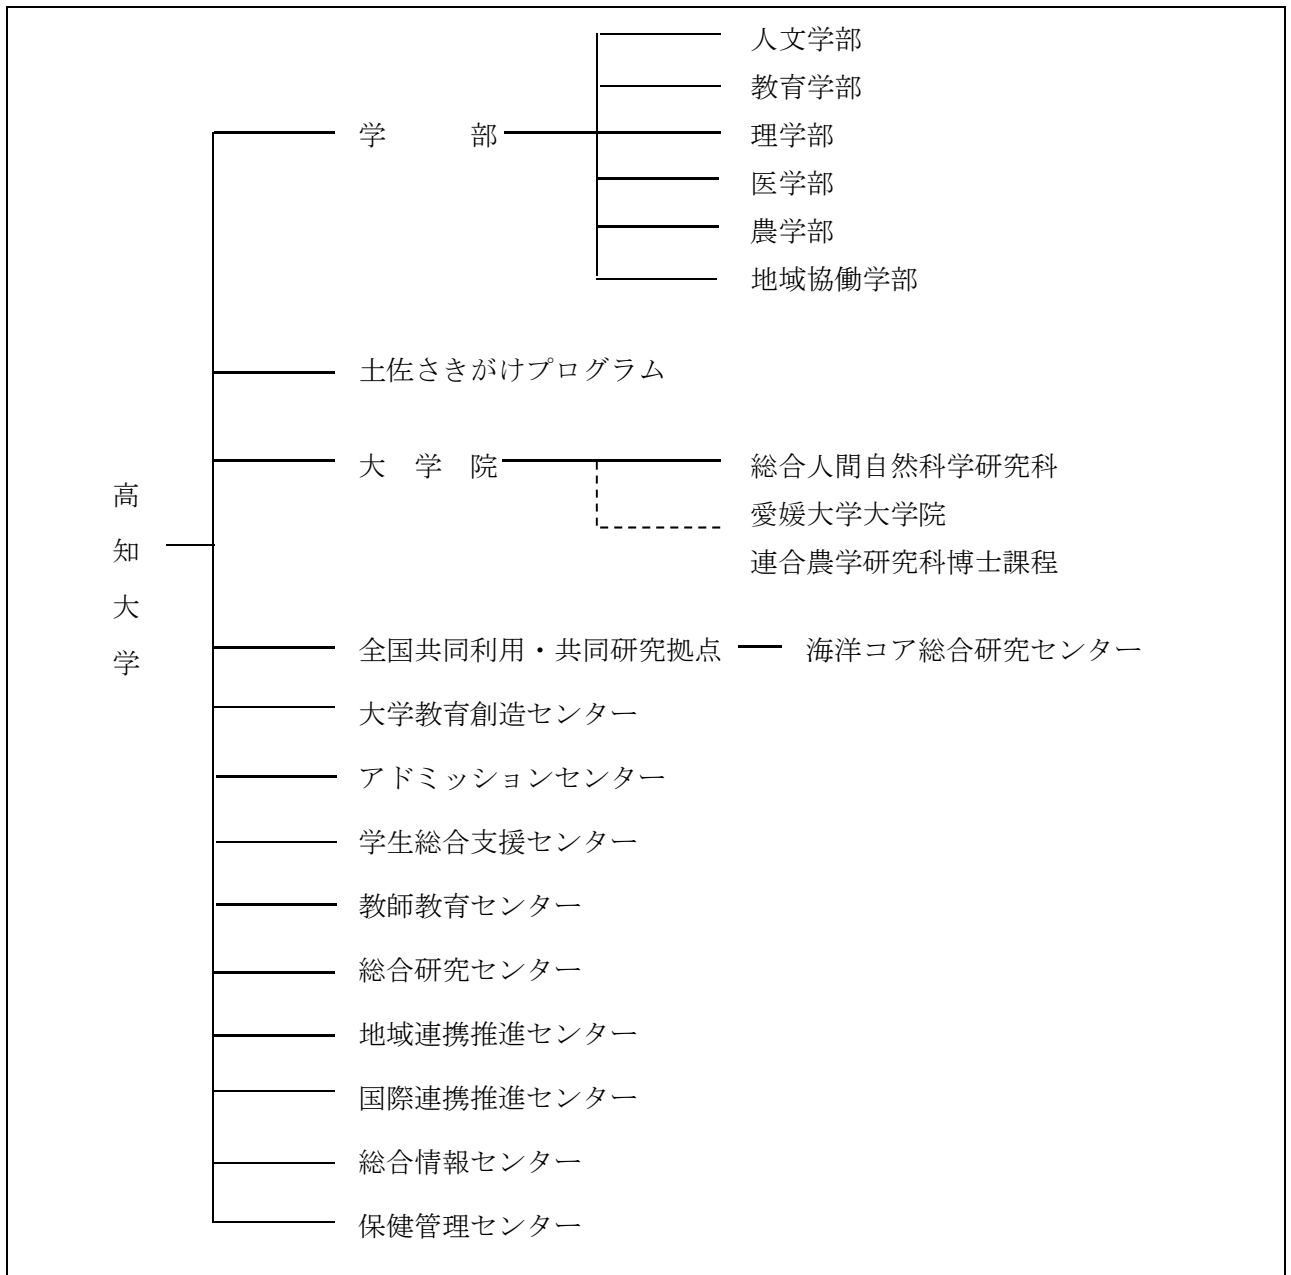 人文学部
教育学部
学　　　部
理学部
医学部
農学部
地域協働学部
土佐さきがけプログラム
大　学　院
総合人間自然科学研究科
愛媛大学大学院
連合農学研究科博士課程
高知大学
全国共同利用・共同研究拠点
海洋コア総合研究センター
大学教育創造センター
アドミッションセンター
学生総合支援センター
教師教育センター
総合研究センター
地域連携推進センター
国際連携推進センター
総合情報センター
保健管理センター